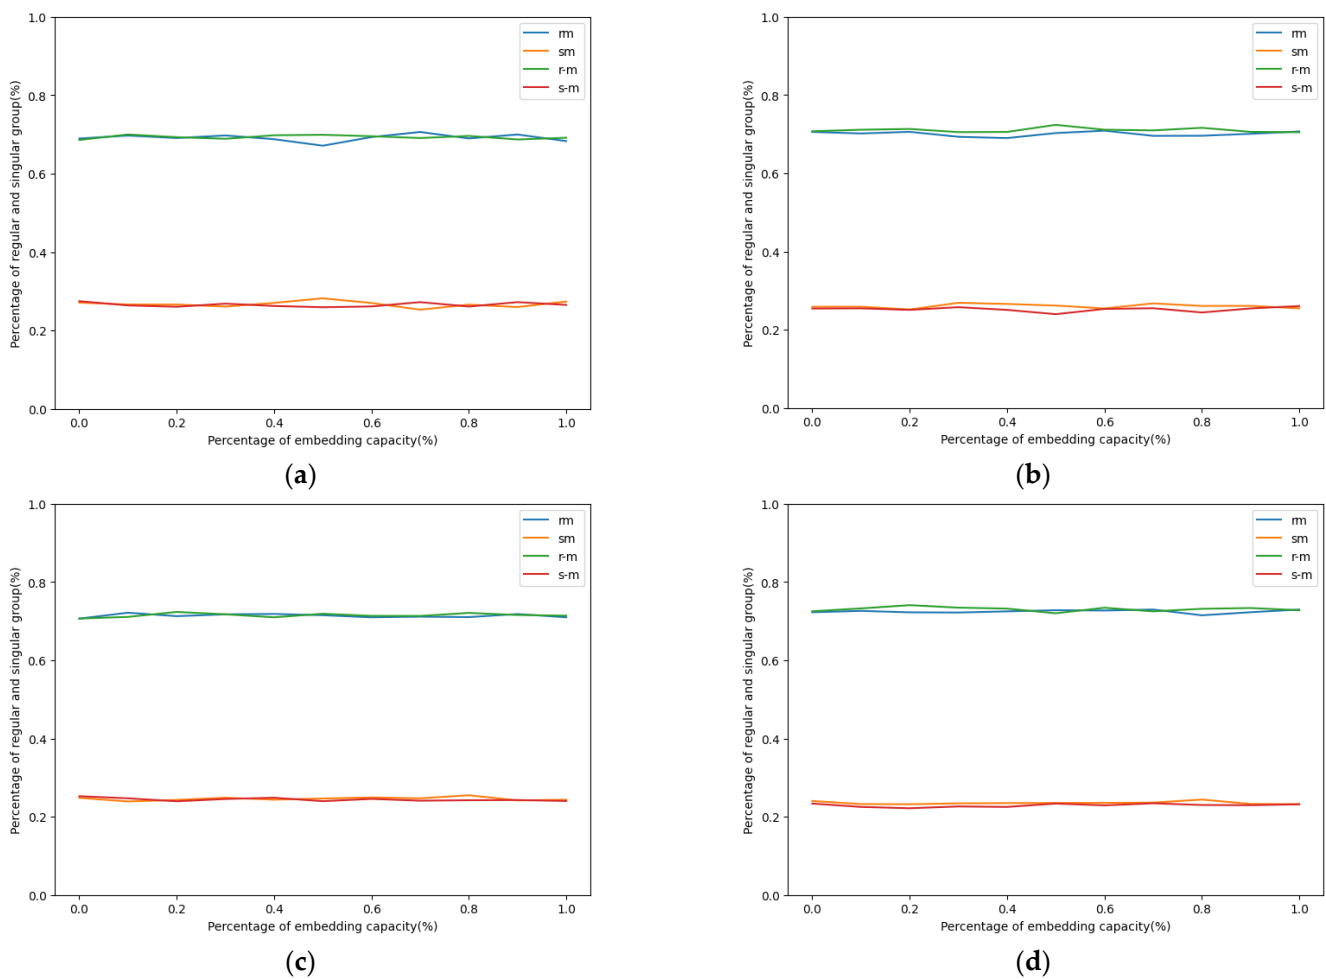 1.0
0.8
0.6
0.4
0.2
0.0
Percentage of regular and singular group(%)
rm
sm
r-m
s-m
0.0 0.2 0.4 0.6 0.8 1.0
Percentage of embedding capacity(%)
(a)
1.0
0.8
0.6
0.4
0.2
0.0
Percentage of regular and singular group(%)
rm
sm
r-m
s-m
0.0 0.2 0.4 0.6 0.8 1.0
Percentage of embedding capacity(%)
(b)
1.0
0.8
0.6
0.4
0.2
0.0
Percentage of regular and singular group(%)
rm
sm
r-m
s-m
0.0 0.2 0.4 0.6 0.8 1.0
Percentage of embedding capacity(%)
(c)
1.0
0.8
0.6
0.4
0.2
0.0
Percentage of regular and singular group(%)
rm
sm
r-m
s-m
0.0 0.2 0.4 0.6 0.8 1.0
Percentage of embedding capacity(%)
(d)